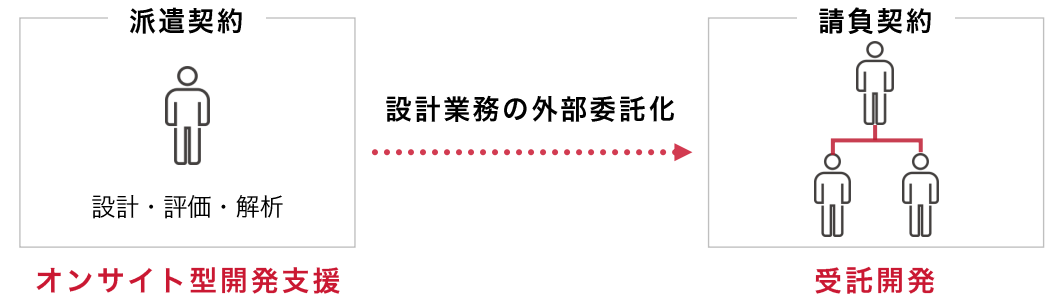 派遣契約
請負契約
設計業務の外部委託化
設計・評価・解析
オンサイト型開発支援
受託開発